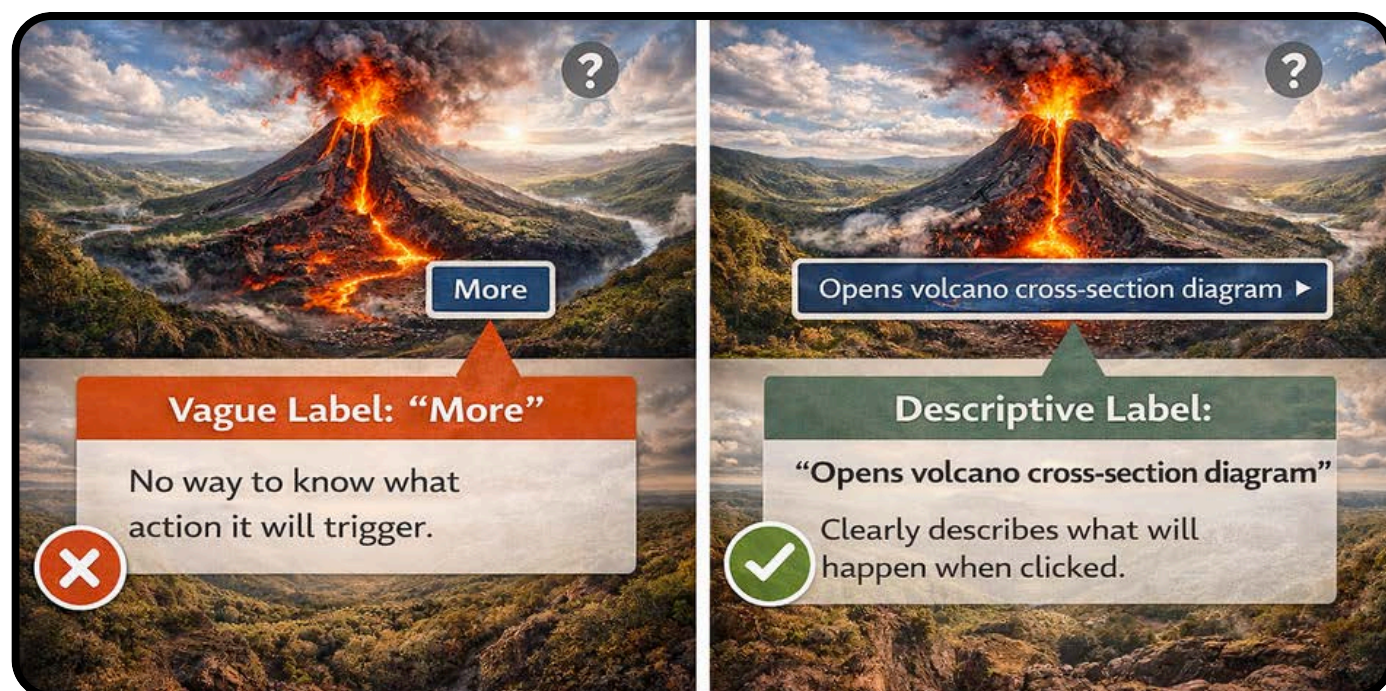 ?
More
Vague Label: “More”
No way to know what
action it will trigger.
?
Opens volcano cross-section diagram ►
Descriptive Label:
“Opens volcano cross-section diagram”
Clearly describes what will
happen when clicked.